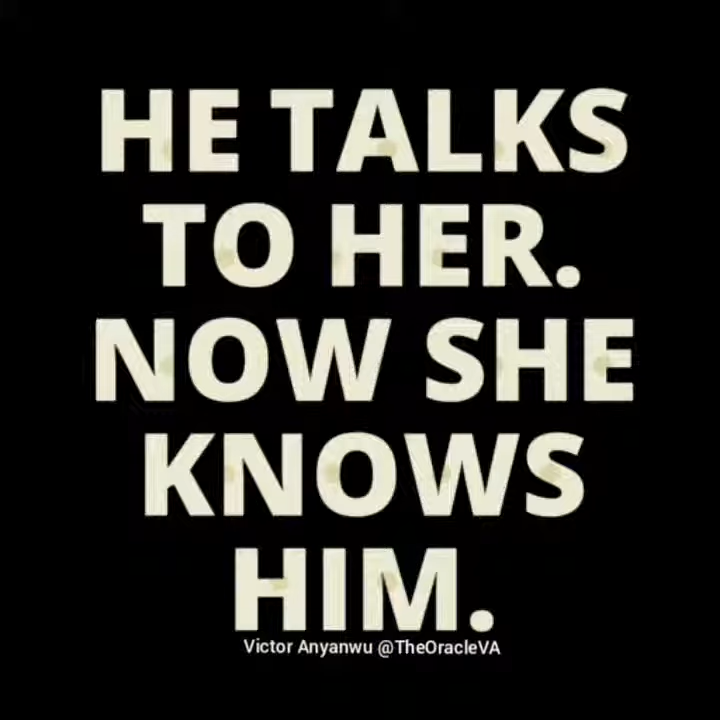 HE TALKS
TO HER.
NOW SHE
KNOWS
HIM.
Victor Anyanwu @TheOracleVA